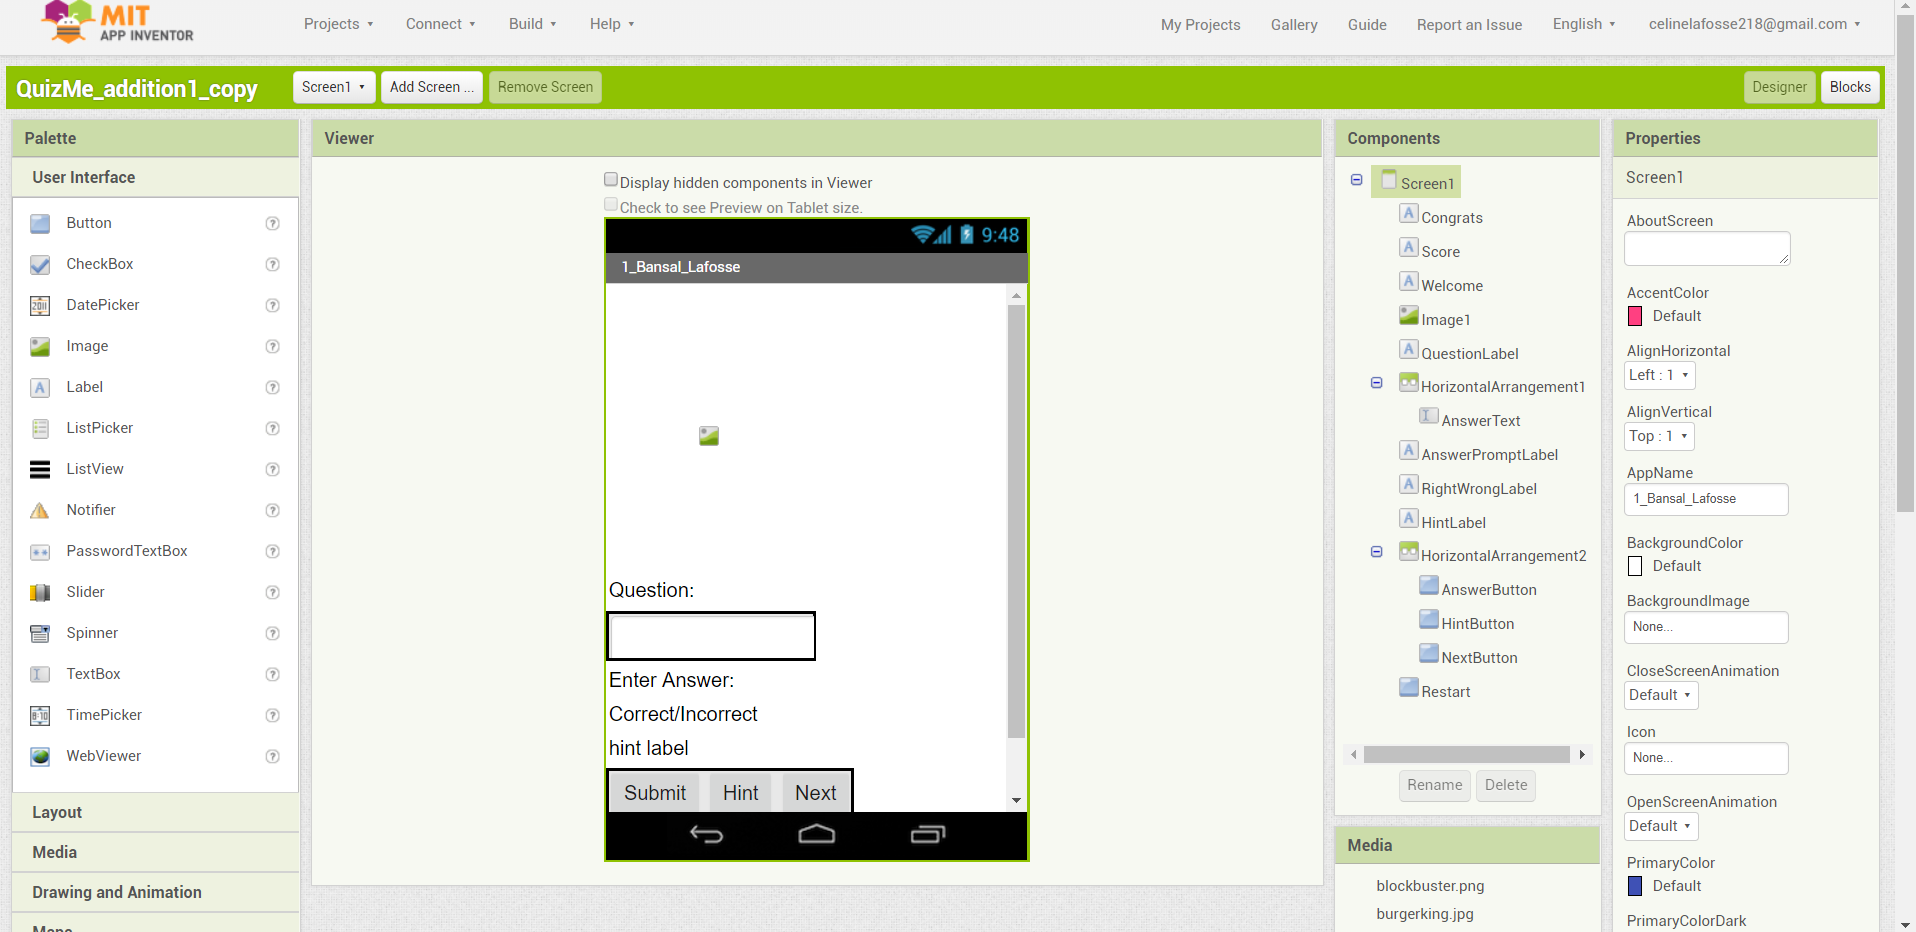 MIT
APP INVENTOR
Projects Connect Build Help My Projects Gallery Guide Report an Issue English celinelafosse218@gmail.com
QuizMe_addition1_copy Screen1 Add Screen ... Remove Screen Designer Blocks
Palette
User Interface
Button
CheckBox
DatePicker
Image
Label
ListPicker
ListView
Notifier
PasswordTextBox
Slider
Spinner
TextBox
TimePicker
WebViewer
Layout
Media
Drawing and Animation
Maps
Viewer
Display hidden components in Viewer
Check to see Preview on Tablet size.
9:48
1_Bansal_Lafosse
Question:
Enter Answer:
Correct/Incorrect
hint label
Submit Hint Next
Components
Screen1
Congrats
Score
Welcome
Image1
QuestionLabel
HorizontalArrangement1
AnswerText
AnswerPromptLabel
RightWrongLabel
HintLabel
HorizontalArrangement2
AnswerButton
HintButton
NextButton
Restart
Rename Delete
Media
blockbuster.png
burgerking.jpg
Properties
Screen1
AboutScreen
AccentColor
Default
AlignHorizontal
Left : 1
AlignVertical
Top : 1
AppName
1_Bansal_Lafosse
BackgroundColor
Default
BackgroundImage
None...
CloseScreenAnimation
Default
Icon
None...
OpenScreenAnimation
Default
PrimaryColor
Default
PrimaryColorDark